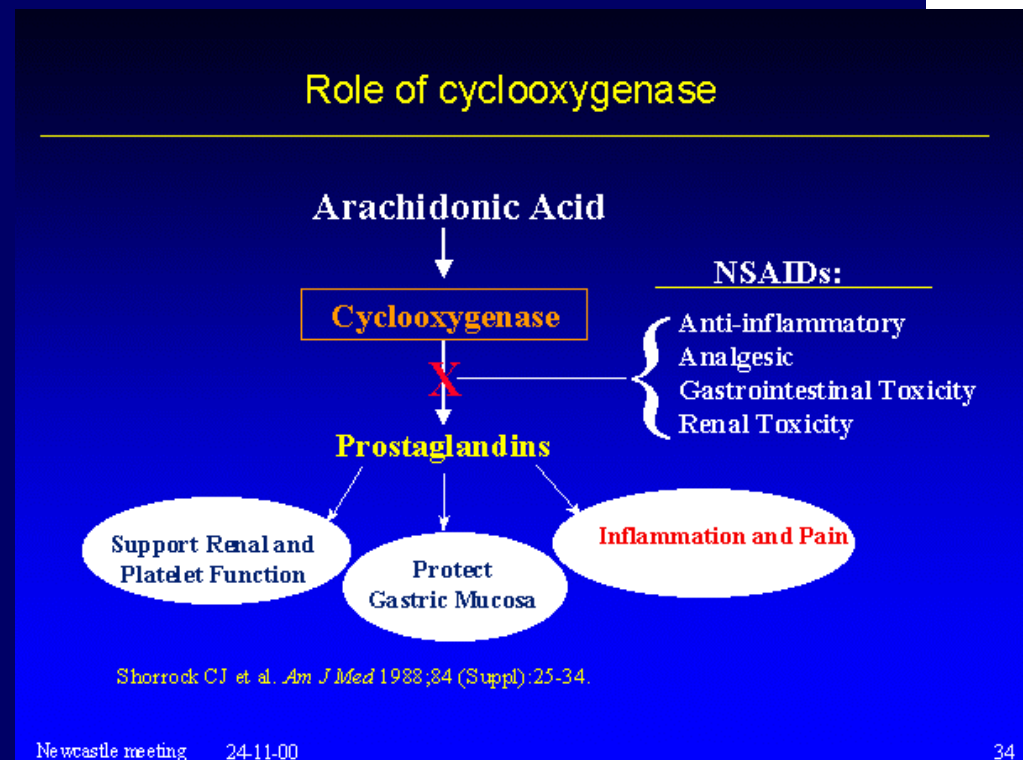 Role of cyclooxygenase
Arachidonic Acid
Cyclooxygenase
X
NSAIDs:
Anti-inflammatory
Analgesic
Gastrointestinal Toxicity
Renal Toxicity
Prostaglandins
Support Renal and
Platelet Function
Protect
Gastric Mucosa
Inflammation and Pain
Shorrock CJ et al. Am J Med 1988;84 (Suppl):25-34.
Newcastle meeting 24-11-00
34